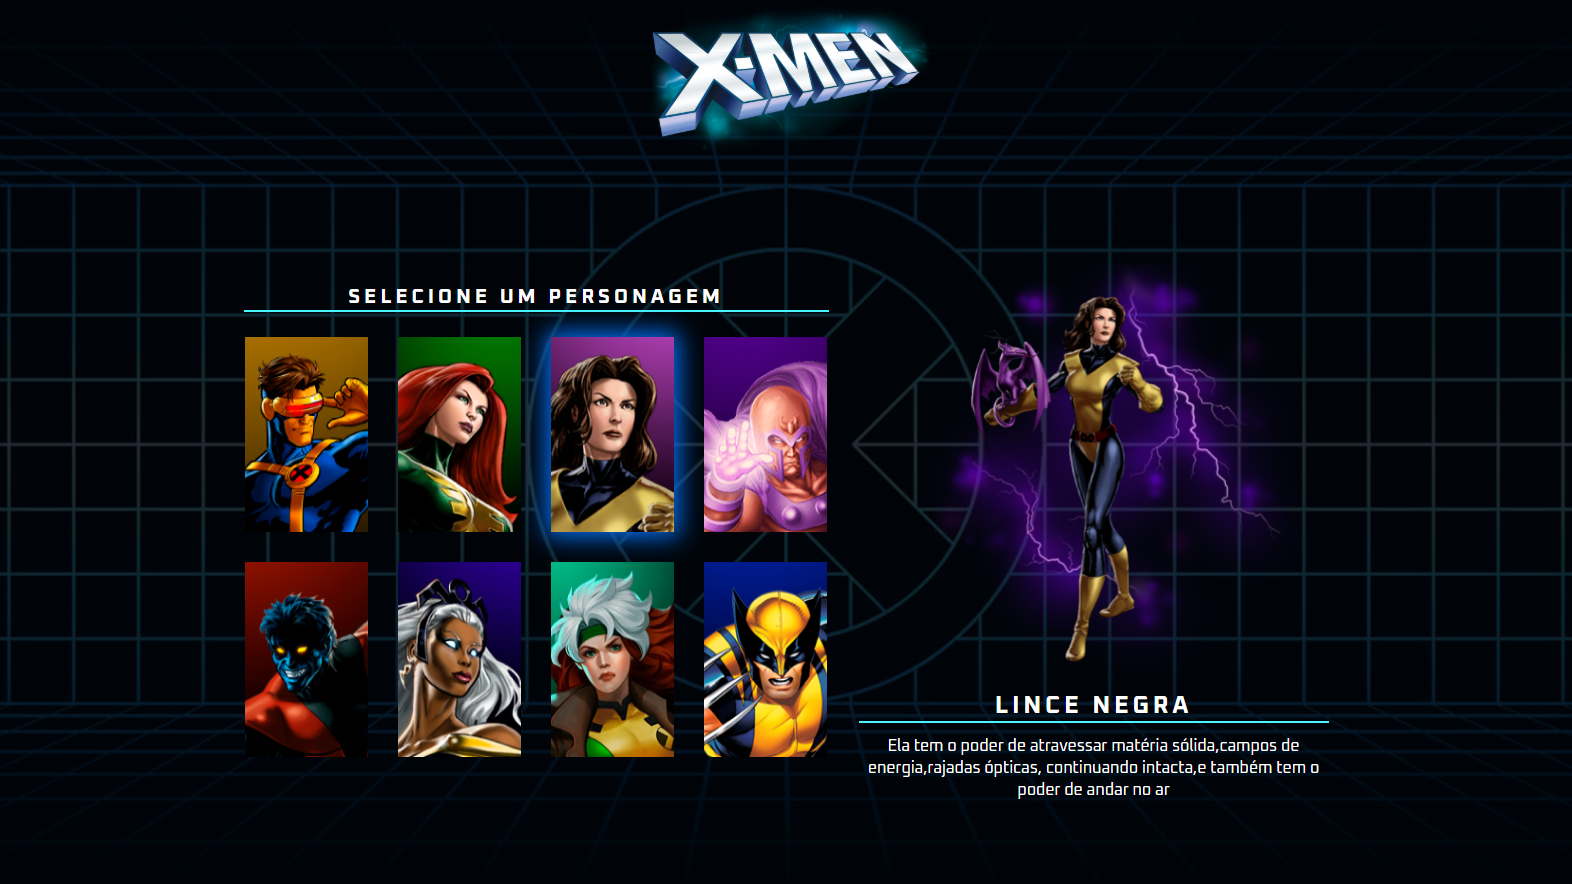 X-MEN
SELECIONE UM PERSONAGEM
LINCE NEGRA
Ela tem o poder de atravessar matéria sólida,campos de
energia,rajadas ópticas, continuando intacta,e também tem o
poder de andar no ar